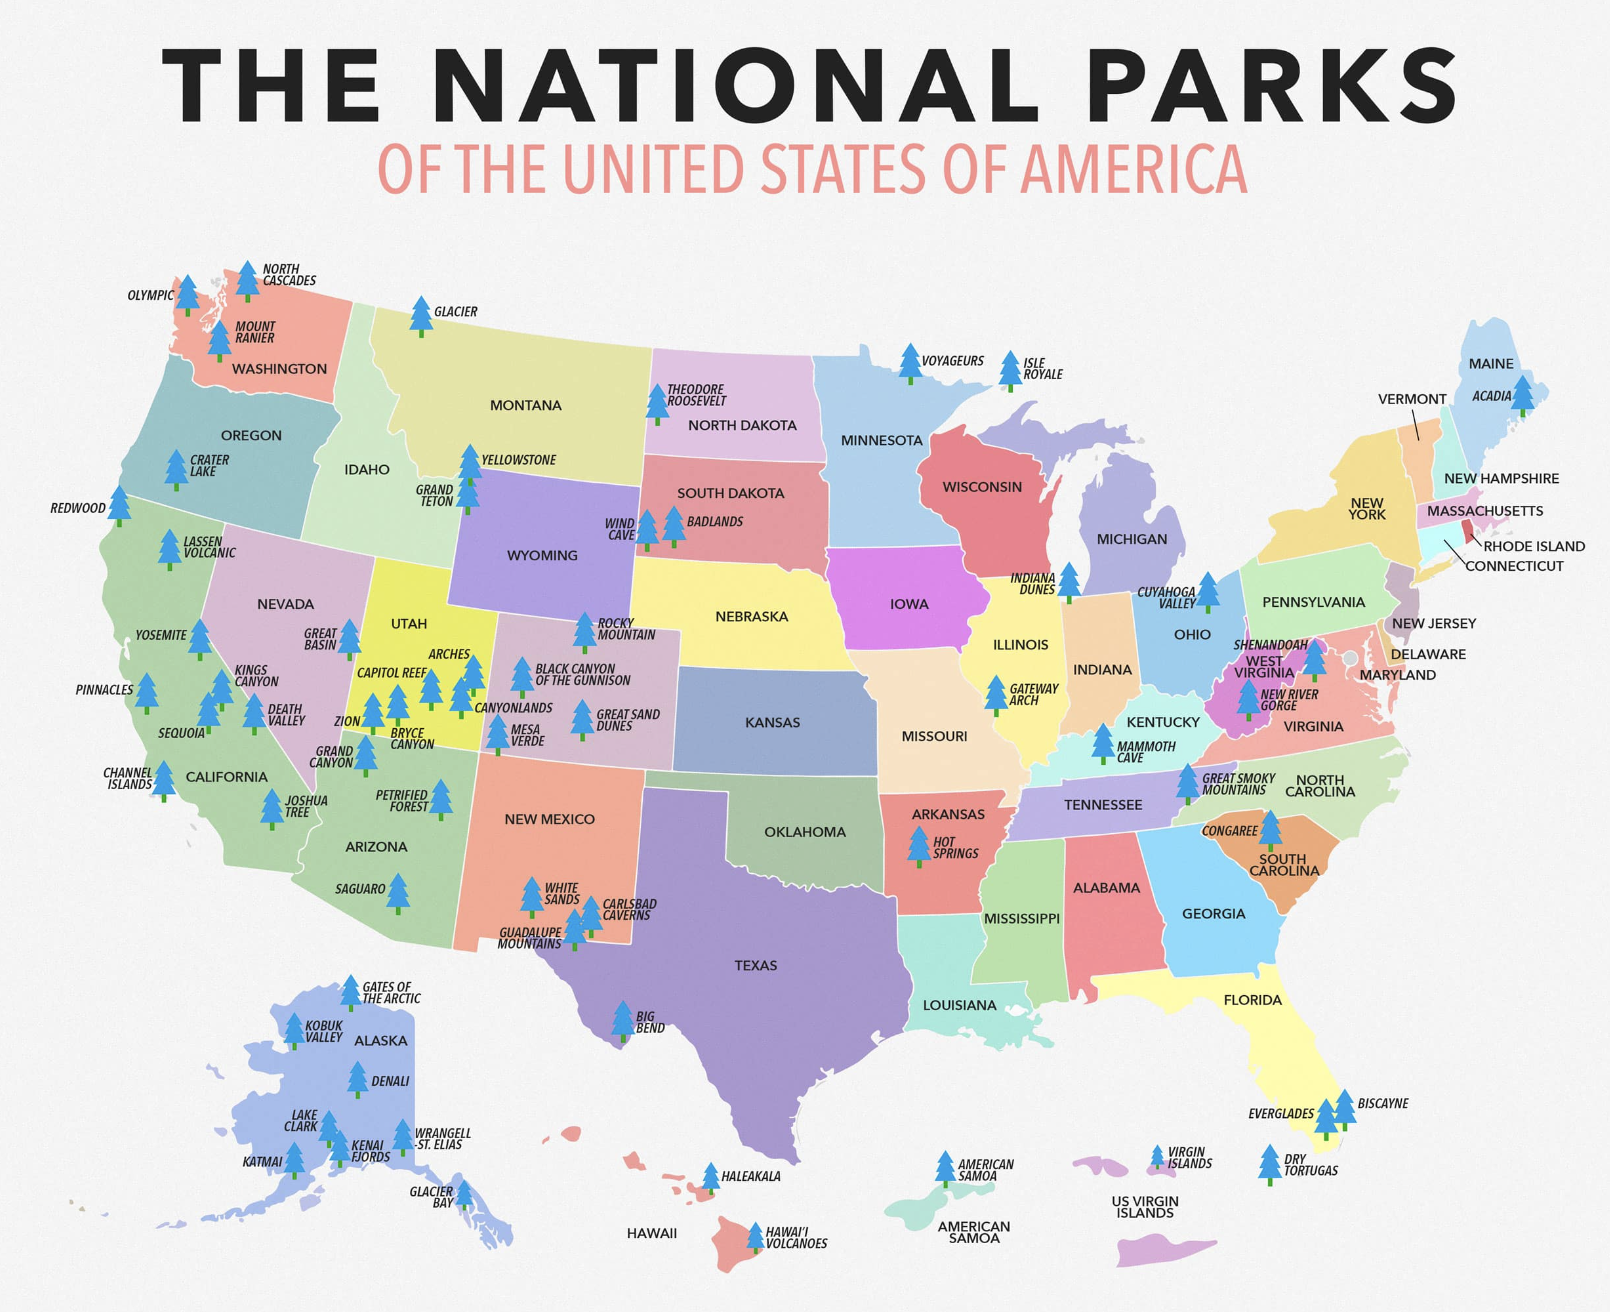 THE NATIONAL PARKS
OF THE UNITED STATES OF AMERICA
NORTH
CASCADES
OLYMPIC
MOUNT
RANIER
WASHINGTON
GLACIER
MONTANA
OREGON
CRATER
LAKE
IDAHO
REDWOOD
LASSEN
VOLCANIC
YELLOWSTONE
GRAND
TETON
WYOMING
THEODORE
ROOSEVELT
NORTH DAKOTA
SOUTH DAKOTA
WIND
CAVE
BADLANDS
MINNESOTA
VOYAGEURS
ISLE
ROYALE
WISCONSIN
MICHIGAN
MAINE
ACADIA
VERMONT
NEW HAMPSHIRE
NEW
YORK
MASSACHUSETTS
RHODE ISLAND
CONNECTICUT
NEVADA
YOSEMITE
GREAT
BASIN
UTAH
ARCHES
CAPITOL REEF
CANYONLANDS
ZION
BRYCE
CANYON
PINNACLES
KINGS
CANYON
SEQUOIA
DEATH
VALLEY
CHANNEL
ISLANDS
CALIFORNIA
JOSHUA
TREE
ROCKY
MOUNTAIN
BLACK CANYON
OF THE GUNNISON
GREAT SAND
DUNES
MESA
VERDE
NEBRASKA
KANSAS
IOWA
ILLINOIS
INDIANA
DUNES
INDIANA
GATEWAY
ARCH
MISSOURI
CUYAHOGA
VALLEY
OHIO
PENNSYLVANIA
NEW JERSEY
DELAWARE
MARYLAND
SHENANDOAH
WEST
VIRGINIA
NEW RIVER
GORGE
VIRGINIA
KENTUCKY
MAMMOTH
CAVE
GREAT SMOKY
MOUNTAINS
TENNESSEE
NORTH
CAROLINA
CONGAREE
SOUTH
CAROLINA
GRAND
CANYON
PETRIFIED
FOREST
ARIZONA
SAGUARO
NEW MEXICO
WHITE
SANDS
CARLSBAD
CAVERNS
GUADALUPE
MOUNTAINS
OKLAHOMA
ARKANSAS
HOT
SPRINGS
TEXAS
BIG
BEND
LOUISIANA
MISSISSIPPI
ALABAMA
GEORGIA
FLORIDA
EVERGLADES
BISCAYNE
DRY
TORTUGAS
GATES OF
THE ARCTIC
KOBUK
VALLEY
ALASKA
DENALI
LAKE
CLARK
KENAI
FJORDS
WRANGELL
-ST. ELIAS
KATMAI
GLACIER
BAY
HALEAKALA
HAWAII
HAWAI'I
VOLCANOES
AMERICAN
SAMOA
AMERICAN
SAMOA
VIRGIN
ISLANDS
US VIRGIN
ISLANDS